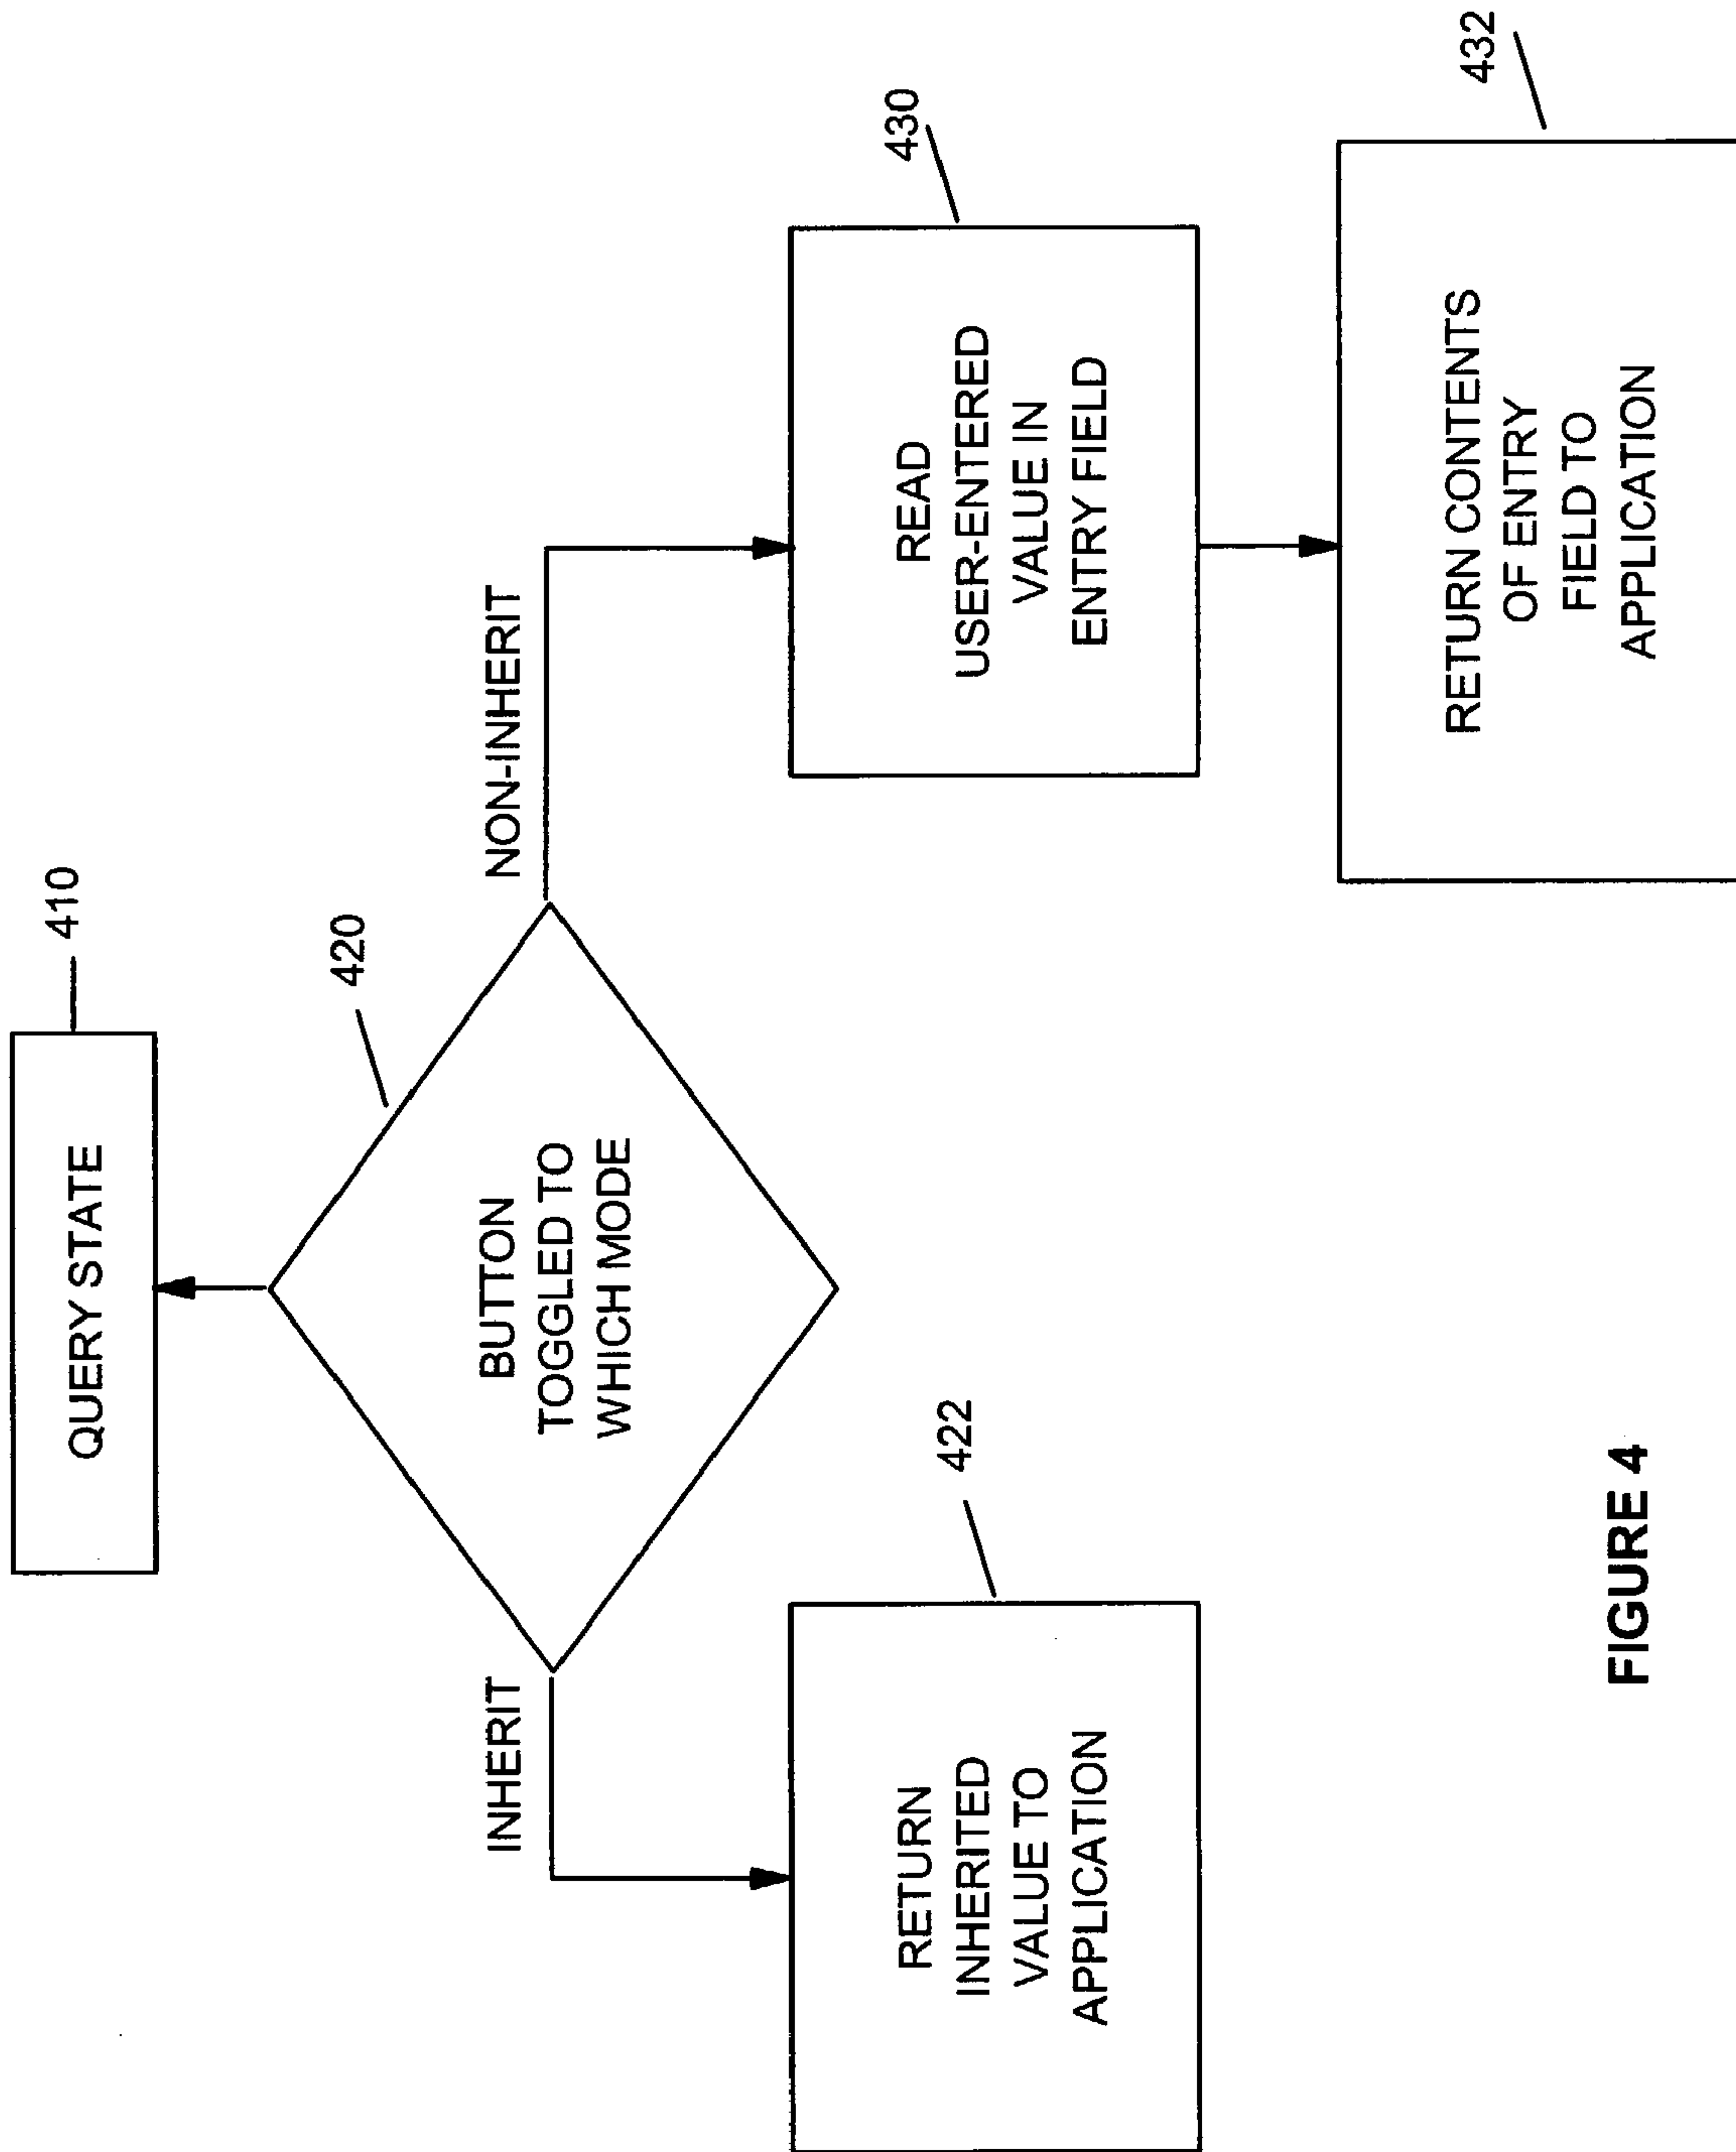 QUERY STATE
410
420
BUTTON
TOGGLED TO
WHICH MODE
INHERIT
NON-INHERIT
422
RETURN
INHERITED
VALUE TO
APPLICATION
430
READ
USER-ENTERED
VALUE IN
ENTRY FIELD
432
RETURN CONTENTS
OF ENTRY
FIELD TO
APPLICATION
FIGURE 4